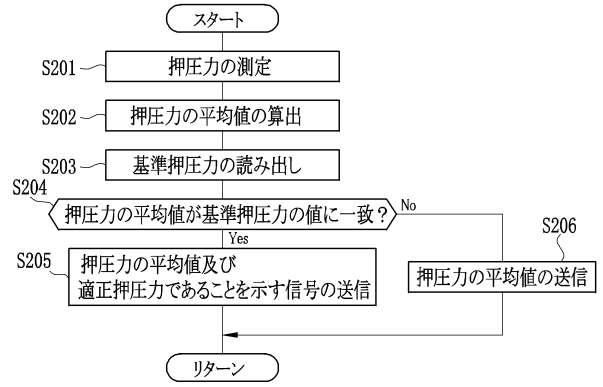 スタート
S201
押圧力の測定
S202
押圧力の平均値の算出
S203
基準押圧力の読み出し
S204
押圧力の平均値が基準押圧力の値に一致?
No
Yes
S205
押圧力の平均値及び
適正押圧力であることを示す信号の送信
S206
押圧力の平均値の送信
リターン